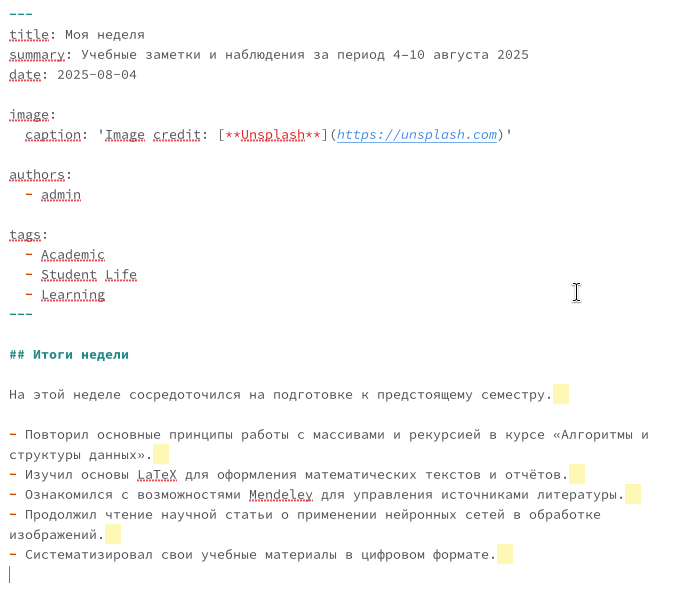 ---
title: Моя неделя
summary: Учебные заметки и наблюдения за период 4–10 августа 2025
date: 2025-08-04
image:
caption: 'Image credit: [**Unsplash**](https://unsplash.com)'
authors:
- admin
tags:
- Academic
- Student Life
- Learning
---
## Итоги недели
На этой неделе сосредоточился на подготовке к предстоящему семестру.
- Повторил основные принципы работы с массивами и рекурсией в курсе «Алгоритмы и
структуры данных».
- Изучил основы LaTeX для оформления математических текстов и отчётов.
- Ознакомился с возможностями Mendeley для управления источниками литературы.
- Продолжил чтение научной статьи о применении нейронных сетей в обработке
изображений.
- Систематизировал свои учебные материалы в цифровом формате.